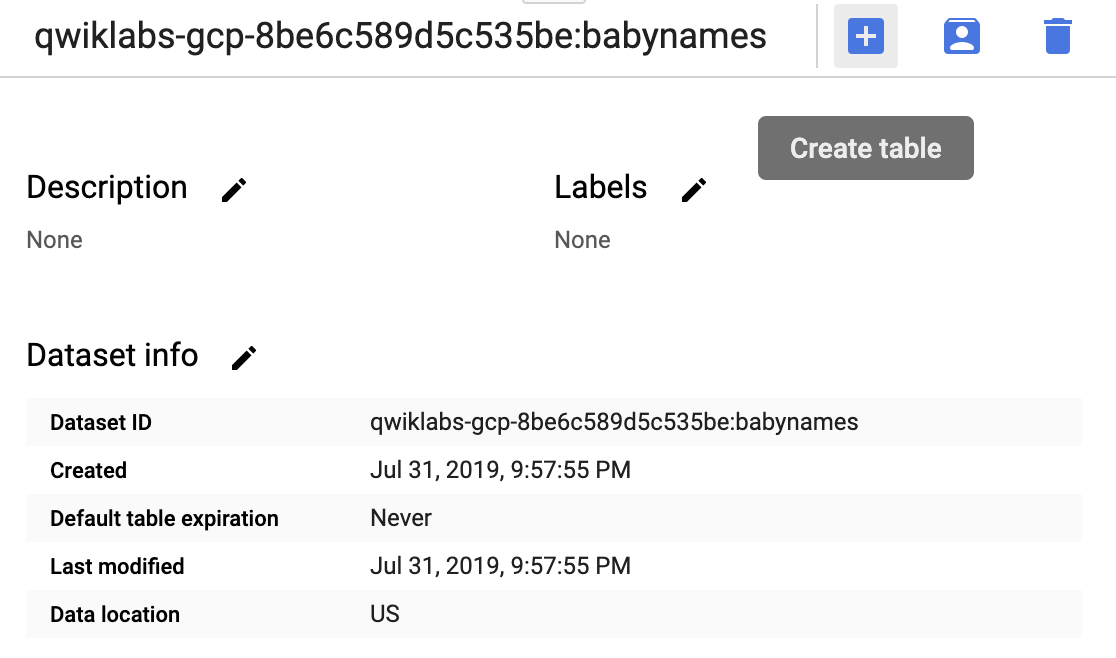 qwiklabs-gcp-8be6c589d5c535be:babynames
Create table
Description
Labels
None
None
Dataset info
Dataset ID qwiklabs-gcp-8be6c589d5c535be:babynames
Created Jul 31, 2019, 9:57:55 PM
Default table expiration Never
Last modified Jul 31, 2019, 9:57:55 PM
Data location US